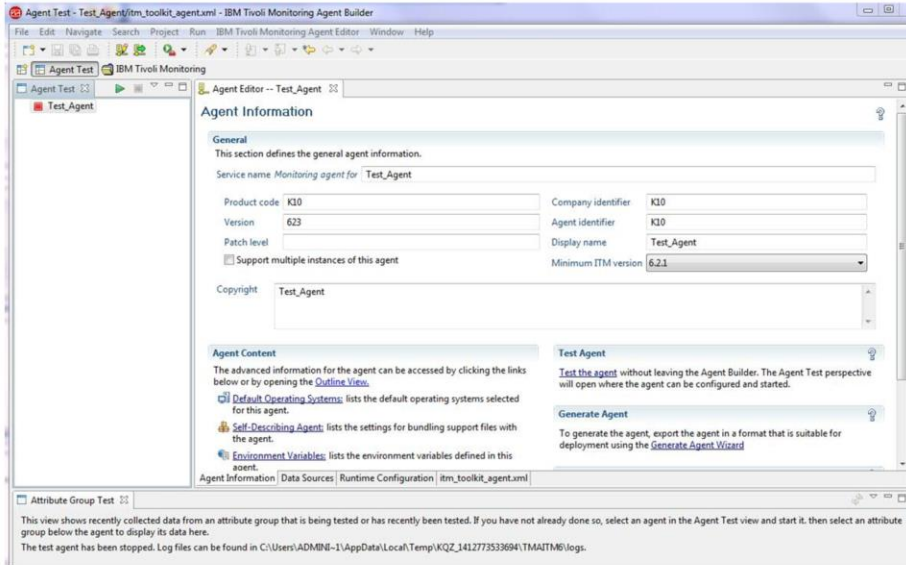 Agent Test - Test_Agent/itm_toolkit_agent.xml - IBM Tivoli Monitoring Agent Builder
File Edit Navigate Search Project Run IBM Tivoli Monitoring Agent Editor Window Help
Agent Test IBM Tivoli Monitoring
Agent Test
Test_Agent
Agent Editor -- Test_Agent
Agent Information
General
This section defines the general agent information.
Service name Monitoring agent for Test_Agent
Product code K10 Company identifier K10
Version 623 Agent identifier K10
Patch level Display name Test_Agent
Support multiple instances of this agent Minimum ITM version 6.2.1
Copyright Test_Agent
Agent Content
The advanced information for the agent can be accessed by clicking the links
below or by opening the Outline View.
Default Operating Systems: lists the default operating systems selected
for this agent.
Self-Describing Agent: lists the settings for bundling support files with
the agent.
Environment Variables: lists the environment variables defined in this
agent.
Test Agent
Test the agent without leaving the Agent Builder. The Agent Test perspective
will open where the agent can be configured and started.
Generate Agent
To generate the agent, export the agent in a format that is suitable for
deployment using the Generate Agent Wizard
Agent Information Data Sources Runtime Configuration itm_toolkit_agent.xml
Attribute Group Test
This view shows recently collected data from an attribute group that is being tested or has recently been tested. If you have not already done so, select an agent in the Agent Test view and start it. then select an attribute
group below the agent to display its data here.
The test agent has been stopped. Log files can be found in C:\Users\ADMINI~1\AppData\Local\Temp\KQZ_1412773533694\TMAITM6\logs.